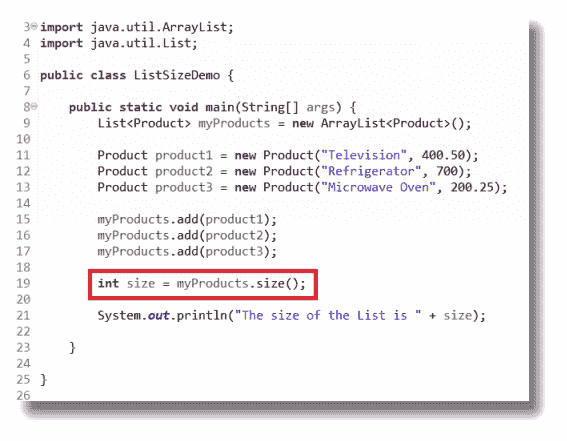 3 import java.util.ArrayList;
4 import java.util.List;
5
6 public class ListSizeDemo {
7
8     public static void main(String[] args) {
9         List<Product> myProducts = new ArrayList<Product>();
10
11         Product product1 = new Product("Television", 400.50);
12         Product product2 = new Product("Refrigerator", 700);
13         Product product3 = new Product("Microwave Oven", 200.25);
14
15         myProducts.add(product1);
16         myProducts.add(product2);
17         myProducts.add(product3);
18
19         int size = myProducts.size();
20
21         System.out.println("The size of the List is " + size);
22
23     }
24
25 }
26